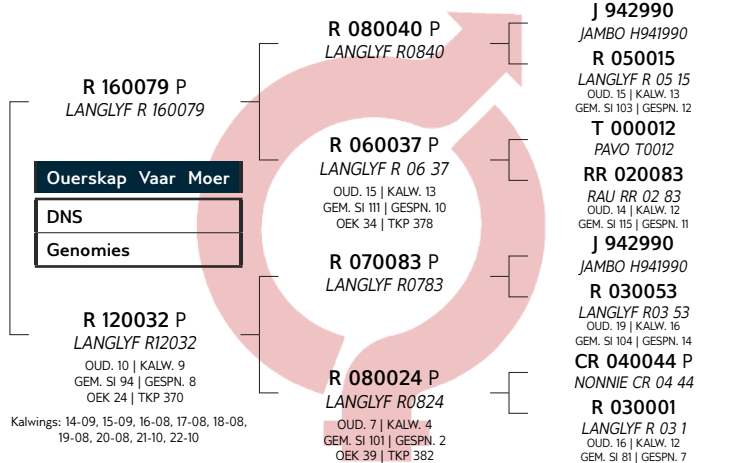 R 160079 P
LANGLYF R 160079
Ouerskap Vaar Moer
DNS
Genomies
R 120032 P
LANGLYF R12032
OUD. 10 | KALW. 9
GEM. SI 94 | GESPN. 8
OEK 24 | TKP 370
Kalwings: 14-09, 15-09, 16-08, 17-08, 18-08,
19-08, 20-08, 21-10, 22-10
R 080040 P
LANGLYF R0840
R 060037 P
LANGLYF R 06 37
OUD. 15 | KALW. 13
GEM. SI 111 | GESPN. 10
OEK 34 | TKP 378
R 070083 P
LANGLYF R0783
R 080024 P
LANGLYF R0824
OUD. 7 | KALW. 4
GEM. SI 101 | GESPN. 2
OEK 39 | TKP 382
J 942990
JAMBO H941990
R 050015
LANGLYF R 05 15
OUD. 15 | KALW. 13
GEM. SI 103 | GESPN. 12
T 000012
PAVO T0012
RR 020083
RAU RR 02 83
OUD. 14 | KALW. 12
GEM. SI 115 | GESPN. 11
J 942990
JAMBO H941990
R 030053
LANGLYF R03 53
OUD. 19 | KALW. 16
GEM. SI 104 | GESPN. 14
CR 040044 P
NONNIE CR 04 44
R 030001
LANGLYF R 03 1
OUD. 16 | KALW. 12
GEM. SI 81 | GESPN. 7